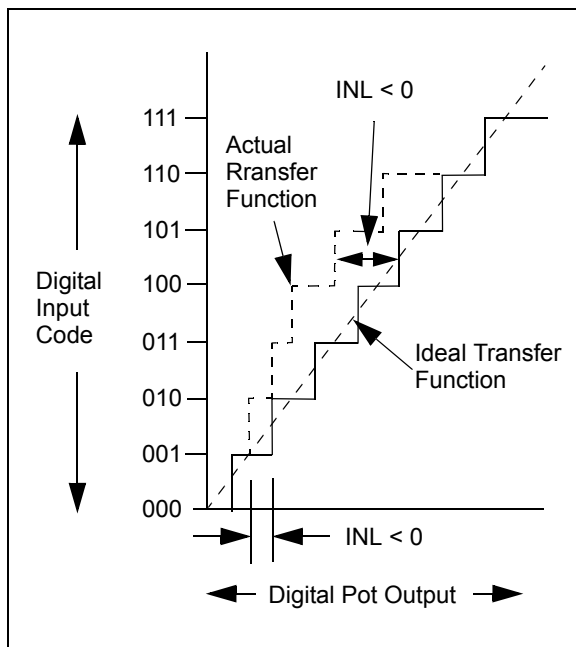 INL < 0
111
Actual
Rransfer
Function
110
101
Digital
Input
Code
100
011
Ideal Transfer
Function
010
001
000
INL < 0
Digital Pot Output